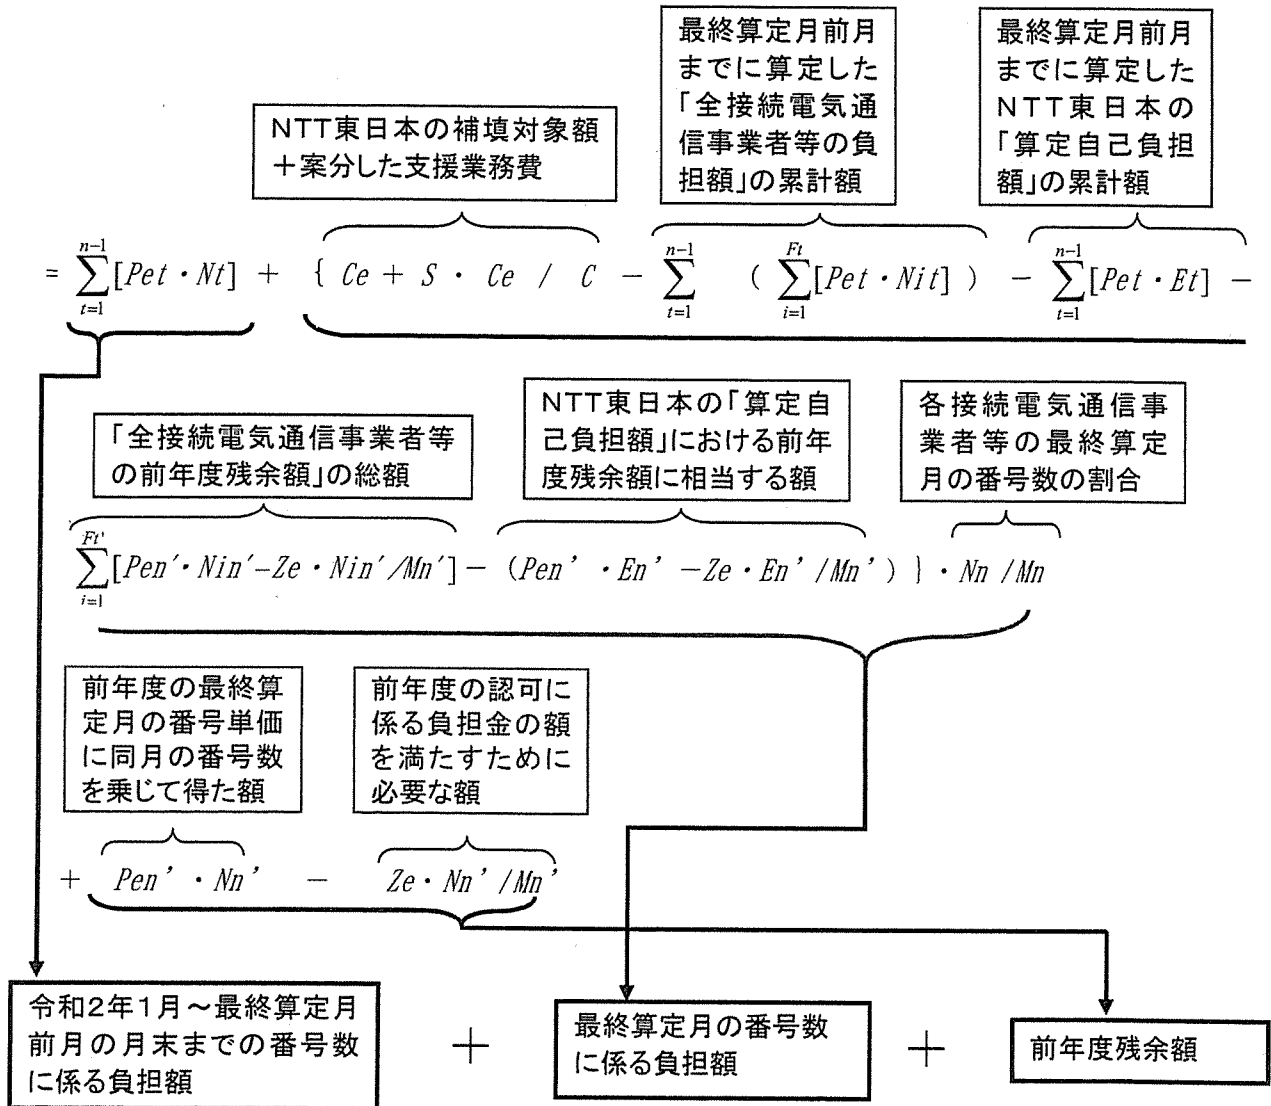 最終算定月前月
までに算定した
「全接続電気通
信事業者等の負
担額」の累計額
最終算定月前月
までに算定した
NTT東日本の
「算定自己負担
額」の累計額
NTT東日本の補填対象額
＋案分した支援業務費
= \sum_{t=1}^{n-1}[Pet・Nt] + { Ce + S・Ce / C − \sum_{t=1}^{n-1} ( \sum_{i=1}^{Ft}[Pet・Nit] ) − \sum_{t=1}^{n-1}[Pet・Et] −
「全接続電気通信事業者等
の前年度残余額」の総額
NTT東日本の「算定自
己負担額」における前年
度残余額に相当する額
各接続電気通信事
業者等の最終算定
月の番号数の割合
\sum_{i=1}^{Ft'}[Pen′・Nin′−Ze・Nin′/Mn′] − (Pen’・En’−Ze・En’/Mn’) }・Nn /Mn
前年度の最終算
定月の番号単価
に同月の番号数
を乗じて得た額
前年度の認可に
係る負担金の額
を満たすために
必要な額
+ Pen’・Nn’ − Ze・Nn’/Mn’
令和2年1月～最終算定月
前月の月末までの番号数
に係る負担額
＋
最終算定月の番号数
に係る負担額
＋
前年度残余額